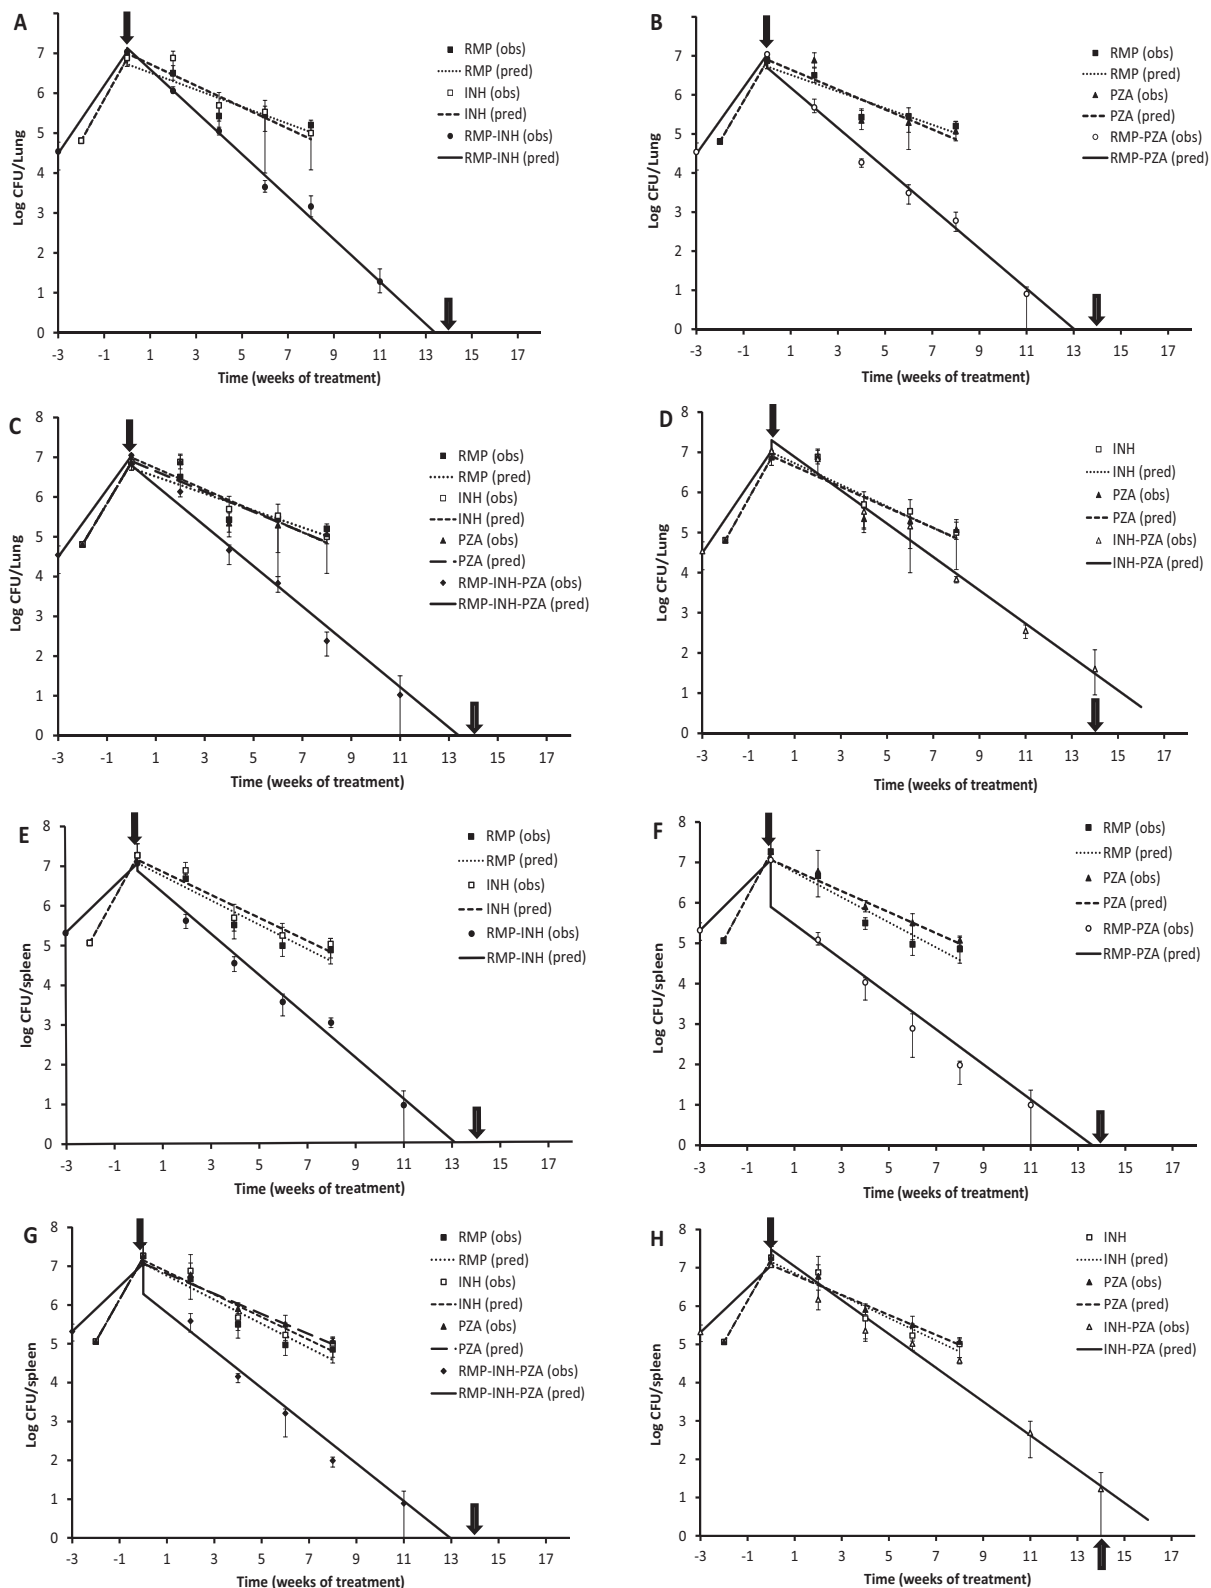 A
7
6
5
4
3
2
1
0
-3 -1 1 3 5 7 9 11 13 15 17
Log CFU/Lung
Time (weeks of treatment)
RMP (obs)
RMP (pred)
INH (obs)
INH (pred)
RMP-INH (obs)
RMP-INH (pred)
B
8
7
6
5
4
3
2
1
0
-3 -1 1 3 5 7 9 11 13 15 17
Log CFU/Lung
Time (weeks of treatment)
RMP (obs)
RMP (pred)
PZA (obs)
PZA (pred)
RMP-PZA (obs)
RMP-PZA (pred)
C
8
7
6
5
4
3
2
1
0
-3 -1 1 3 5 7 9 11 13 15 17
Log CFU/Lung
Time (weeks of treatment)
RMP (obs)
RMP (pred)
INH (obs)
INH (pred)
PZA (obs)
PZA (pred)
RMP-INH-PZA (obs)
RMP-INH-PZA (pred)
D
8
7
6
5
4
3
2
1
0
-3 -1 1 3 5 7 9 11 13 15 17
Log CFU/Lung
Time (weeks of treatment)
INH
INH (pred)
PZA (obs)
PZA (pred)
INH-PZA (obs)
INH-PZA (pred)
E
8
7
6
5
4
3
2
1
0
-3 -1 1 3 5 7 9 11 13 15 17
log CFU/spleen
Time (weeks of treatment)
RMP (obs)
RMP (pred)
INH (obs)
INH (pred)
RMP-INH (obs)
RMP-INH (pred)
F
8
7
6
5
4
3
2
1
0
-3 -1 1 3 5 7 9 11 13 15 17
Log CFU/spleen
Time (weeks of treatment)
RMP (obs)
RMP (pred)
PZA (obs)
PZA (pred)
RMP-PZA (obs)
RMP-PZA (pred)
G
8
7
6
5
4
3
2
1
0
-3 -1 1 3 5 7 9 11 13 15 17
Log CFU/spleen
Time (weeks of treatment)
RMP (obs)
RMP (pred)
INH (obs)
INH (pred)
PZA (obs)
PZA (pred)
RMP-INH-PZA (obs)
RMP-INH-PZA (pred)
H
8
7
6
5
4
3
2
1
0
-3 -1 1 3 5 7 9 11 13 15 17
Log CFU/spleen
Time (weeks of treatment)
INH
INH (pred)
PZA (obs)
PZA (pred)
INH-PZA (obs)
INH-PZA (pred)